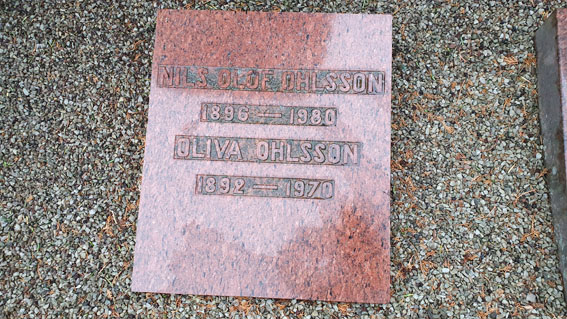 NILS OLOF OHLSSON
1896 — 1980
OLIVA OHLSSON
1892 — 1970